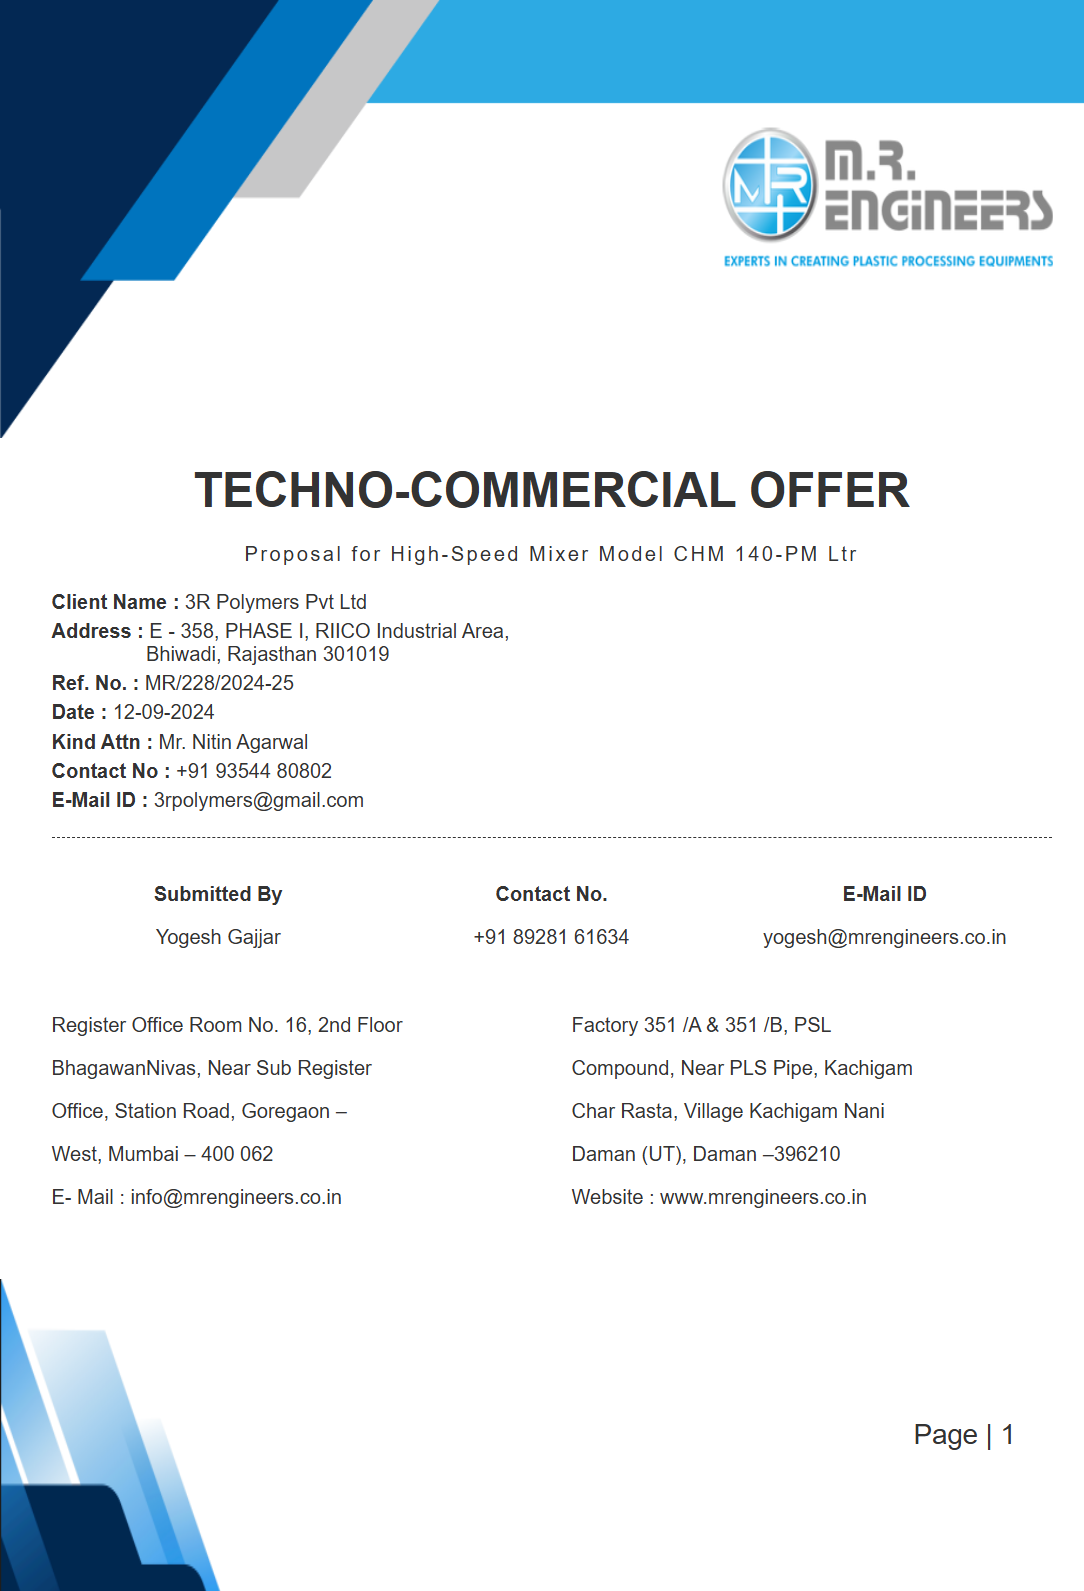 MR
M.R.
ENGINEERS
EXPERTS IN CREATING PLASTIC PROCESSING EQUIPMENTS
TECHNO-COMMERCIAL OFFER
Proposal for High-Speed Mixer Model CHM 140-PM Ltr
Client Name : 3R Polymers Pvt Ltd
Address : E - 358, PHASE I, RIICO Industrial Area,
Bhiwadi, Rajasthan 301019
Ref. No. : MR/228/2024-25
Date : 12-09-2024
Kind Attn : Mr. Nitin Agarwal
Contact No : +91 93544 80802
E-Mail ID : 3rpolymers@gmail.com
Submitted By Contact No. E-Mail ID
Yogesh Gajjar +91 89281 61634 yogesh@mrengineers.co.in
Register Office Room No. 16, 2nd Floor
BhagawanNivas, Near Sub Register
Office, Station Road, Goregaon –
West, Mumbai – 400 062
E- Mail : info@mrengineers.co.in
Factory 351 /A & 351 /B, PSL
Compound, Near PLS Pipe, Kachigam
Char Rasta, Village Kachigam Nani
Daman (UT), Daman –396210
Website : www.mrengineers.co.in
Page | 1